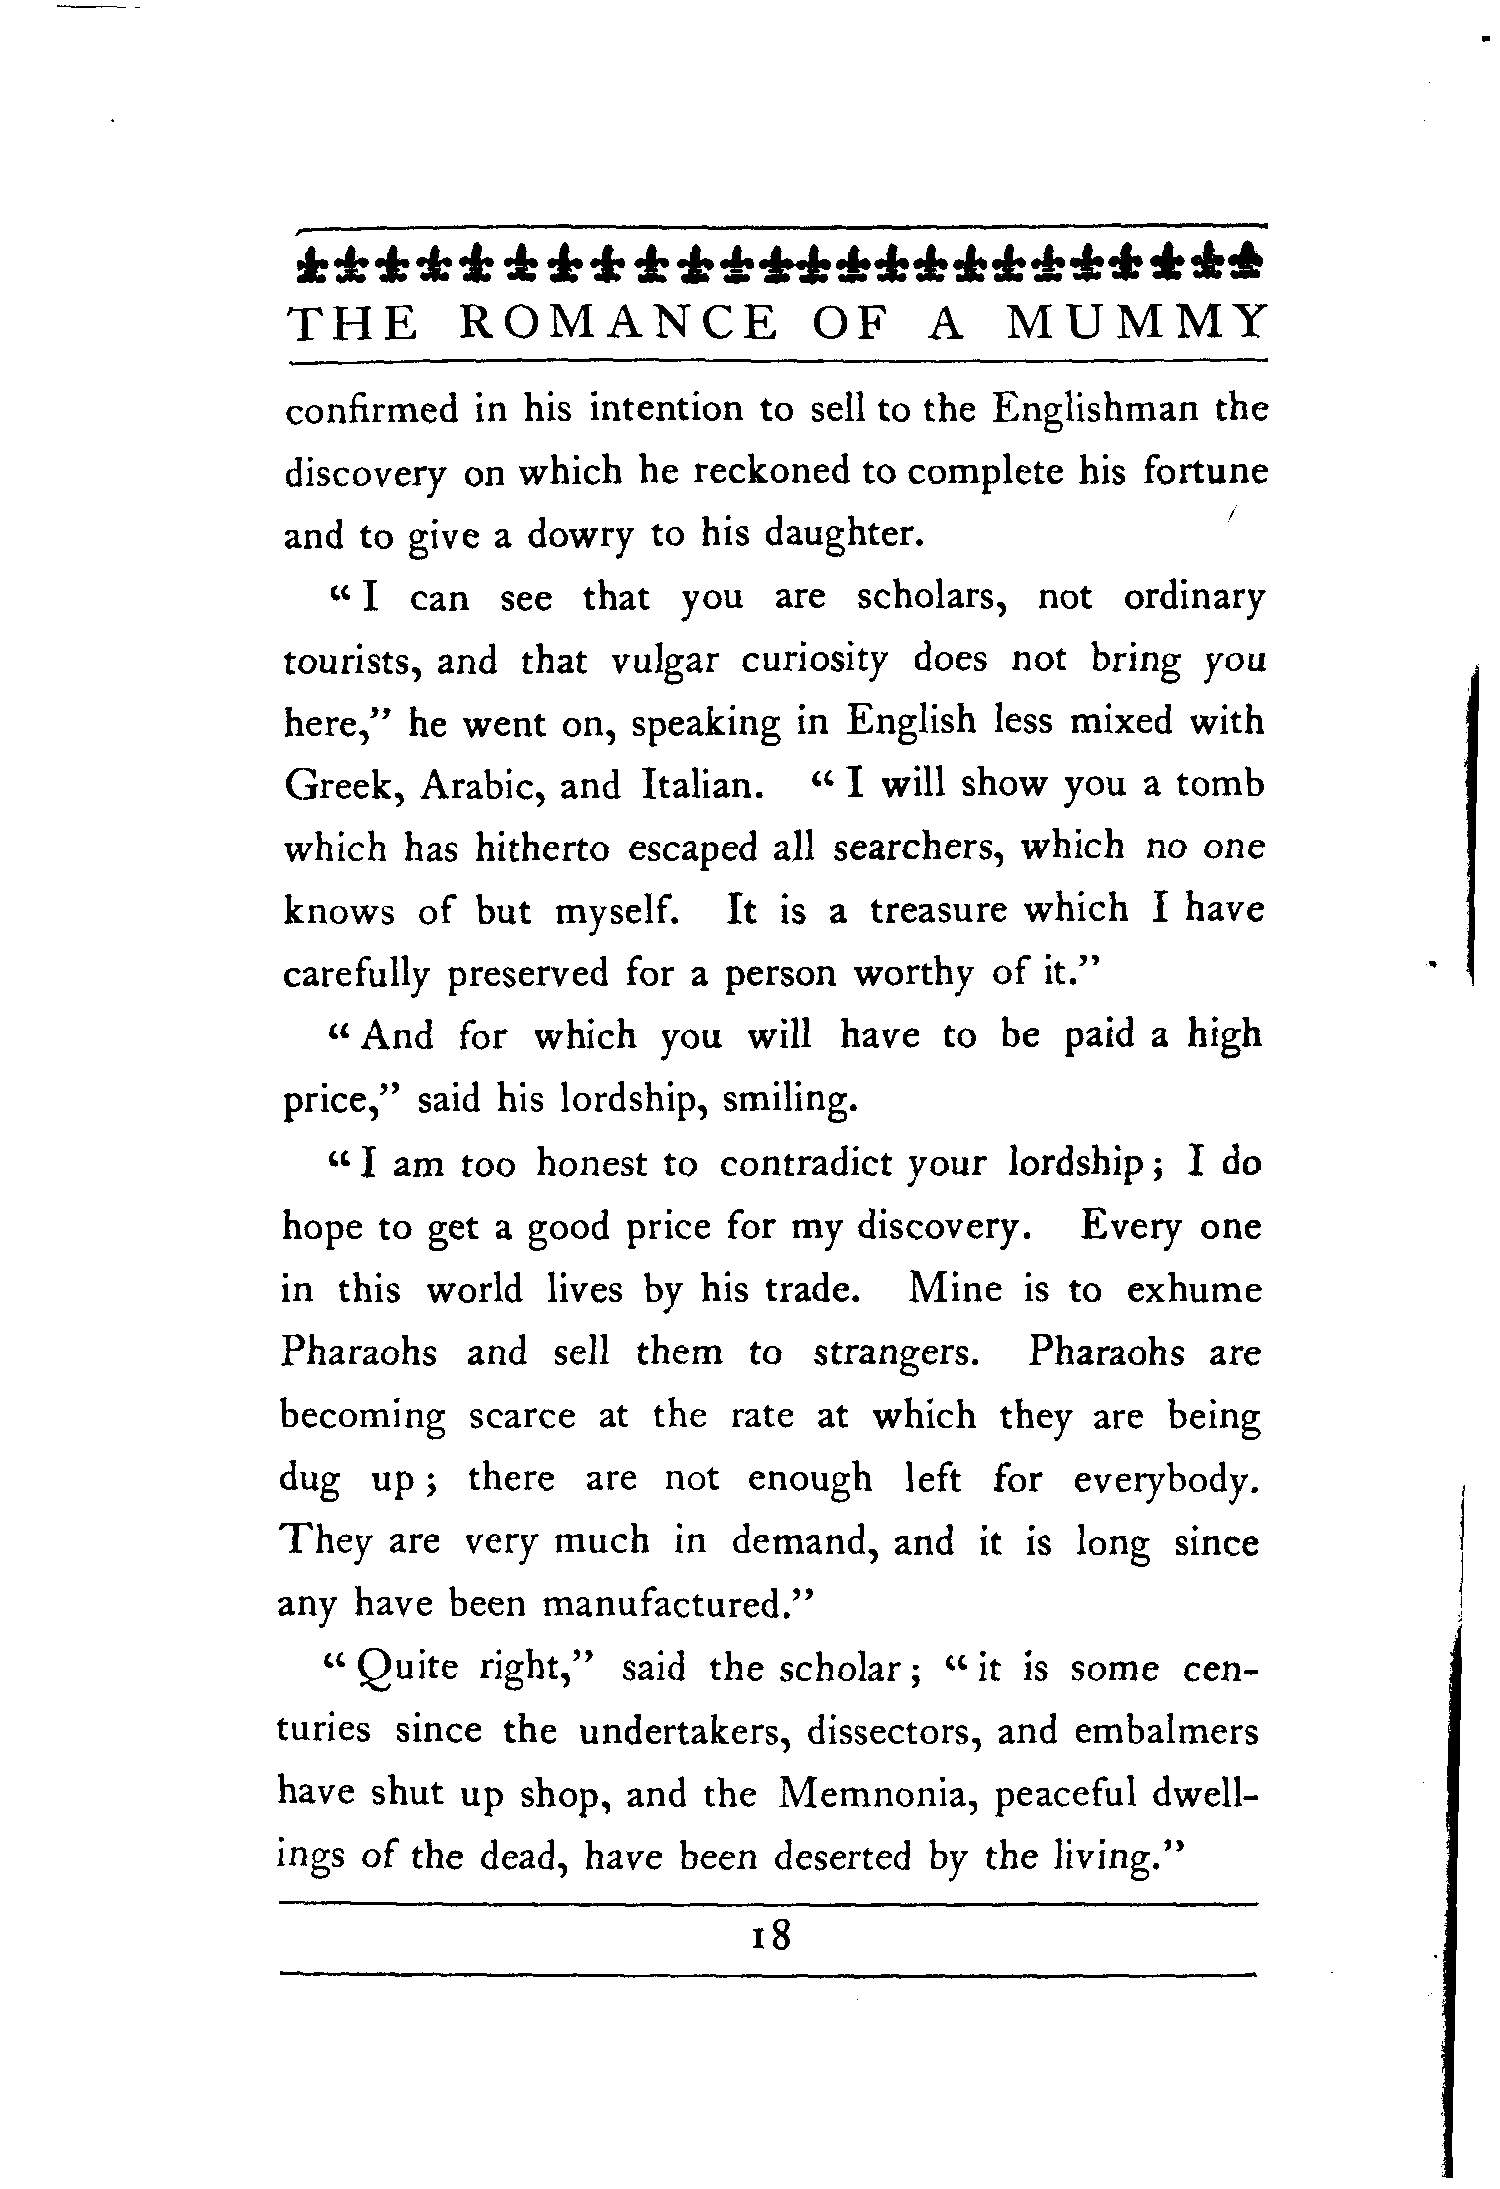 THE ROMANCE OF A MUMMY
confirmed in his intention to sell to the Englishman the
discovery on which he reckoned to complete his fortune
and to give a dowry to his daughter.
“ I can see that you are scholars, not ordinary
tourists, and that vulgar curiosity does not bring you
here,” he went on, speaking in English less mixed with
Greek, Arabic, and Italian. “ I will show you a tomb
which has hitherto escaped all searchers, which no one
knows of but myself. It is a treasure which I have
carefully preserved for a person worthy of it.”
“ And for which you will have to be paid a high
price,” said his lordship, smiling.
“ I am too honest to contradict your lordship ; I do
hope to get a good price for my discovery. Every one
in this world lives by his trade. Mine is to exhume
Pharaohs and sell them to strangers. Pharaohs are
becoming scarce at the rate at which they are being
dug up ; there are not enough left for everybody.
They are very much in demand, and it is long since
any have been manufactured.”
“ Quite right,” said the scholar ; “ it is some cen-
turies since the undertakers, dissectors, and embalmers
have shut up shop, and the Memnonia, peaceful dwell-
ings of the dead, have been deserted by the living.”
18